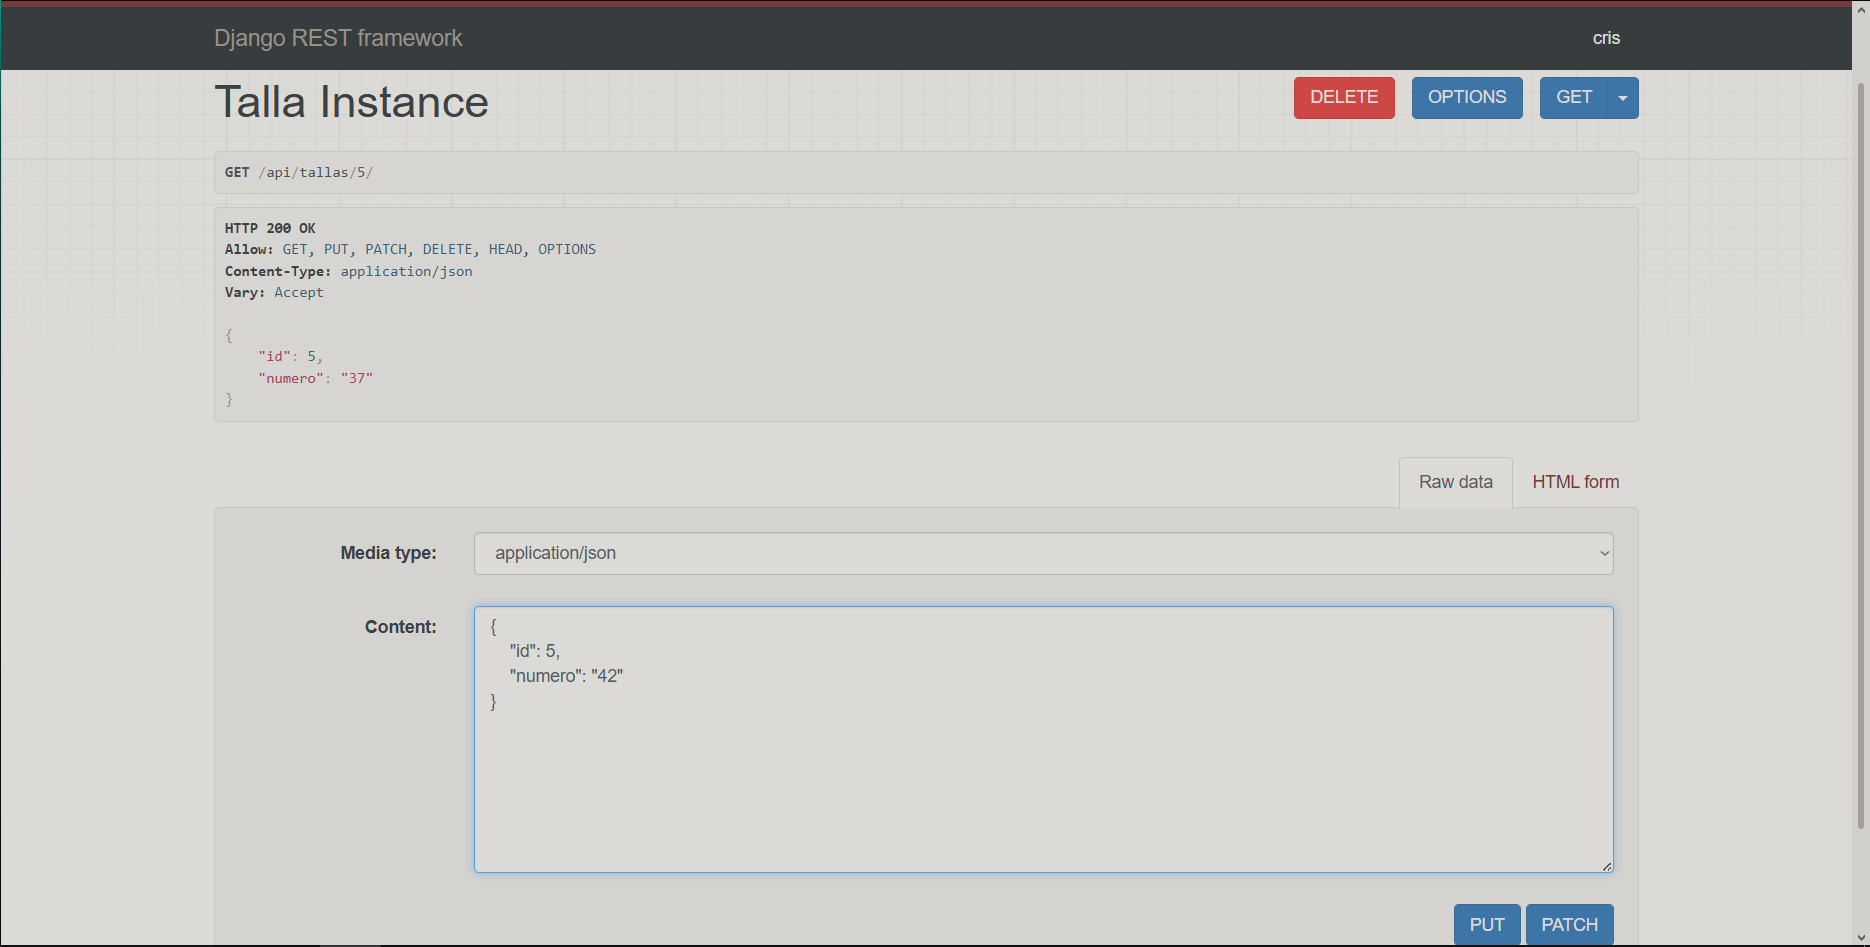 Django REST framework
cris
Talla Instance
DELETE
OPTIONS
GET
GET /api/tallas/5/
HTTP 200 OK
Allow: GET, PUT, PATCH, DELETE, HEAD, OPTIONS
Content-Type: application/json
Vary: Accept
{
    "id": 5,
    "numero": "37"
}
Raw data
HTML form
Media type:
application/json
Content:
{
    "id": 5,
    "numero": "42"
}
PUT
PATCH